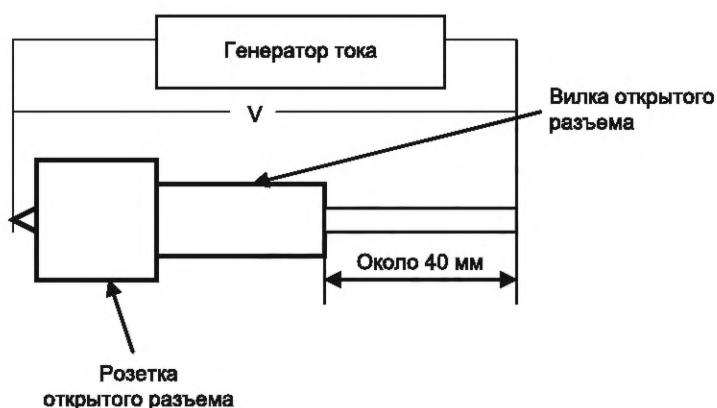 Генератор тока
V
Вилка открытого
разъема
Около 40 мм
Розетка
открытого разъема